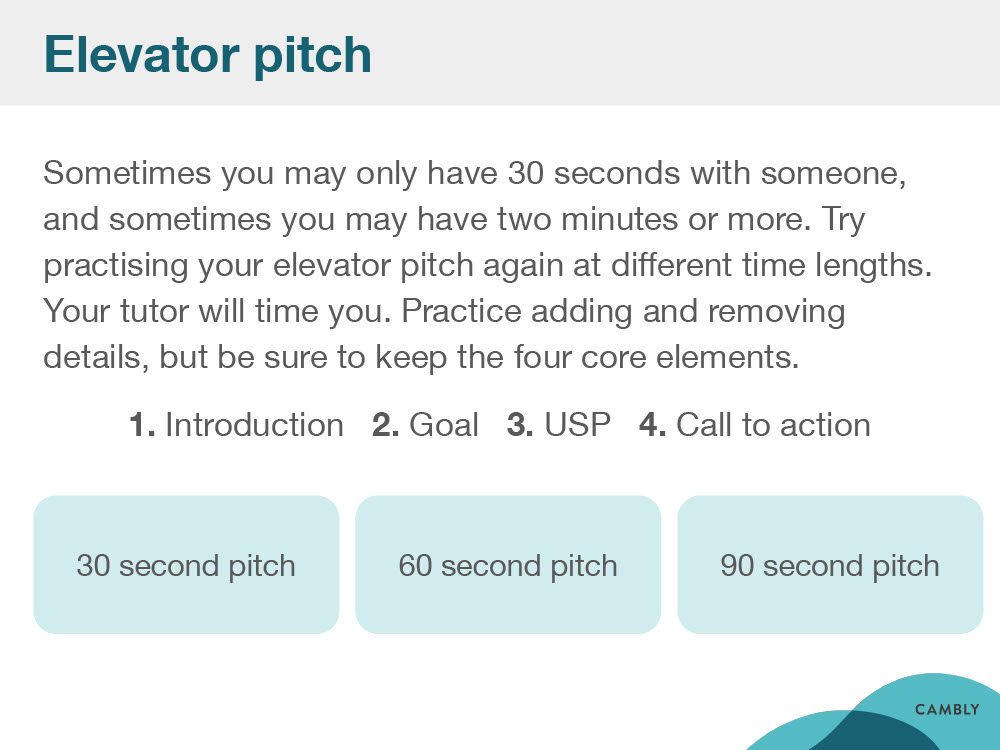 Elevator pitch
Sometimes you may only have 30 seconds with someone,
and sometimes you may have two minutes or more. Try
practising your elevator pitch again at different time lengths.
Your tutor will time you. Practice adding and removing
details, but be sure to keep the four core elements.
1. Introduction 2. Goal 3. USP 4. Call to action
30 second pitch
60 second pitch
90 second pitch
CAMBLY